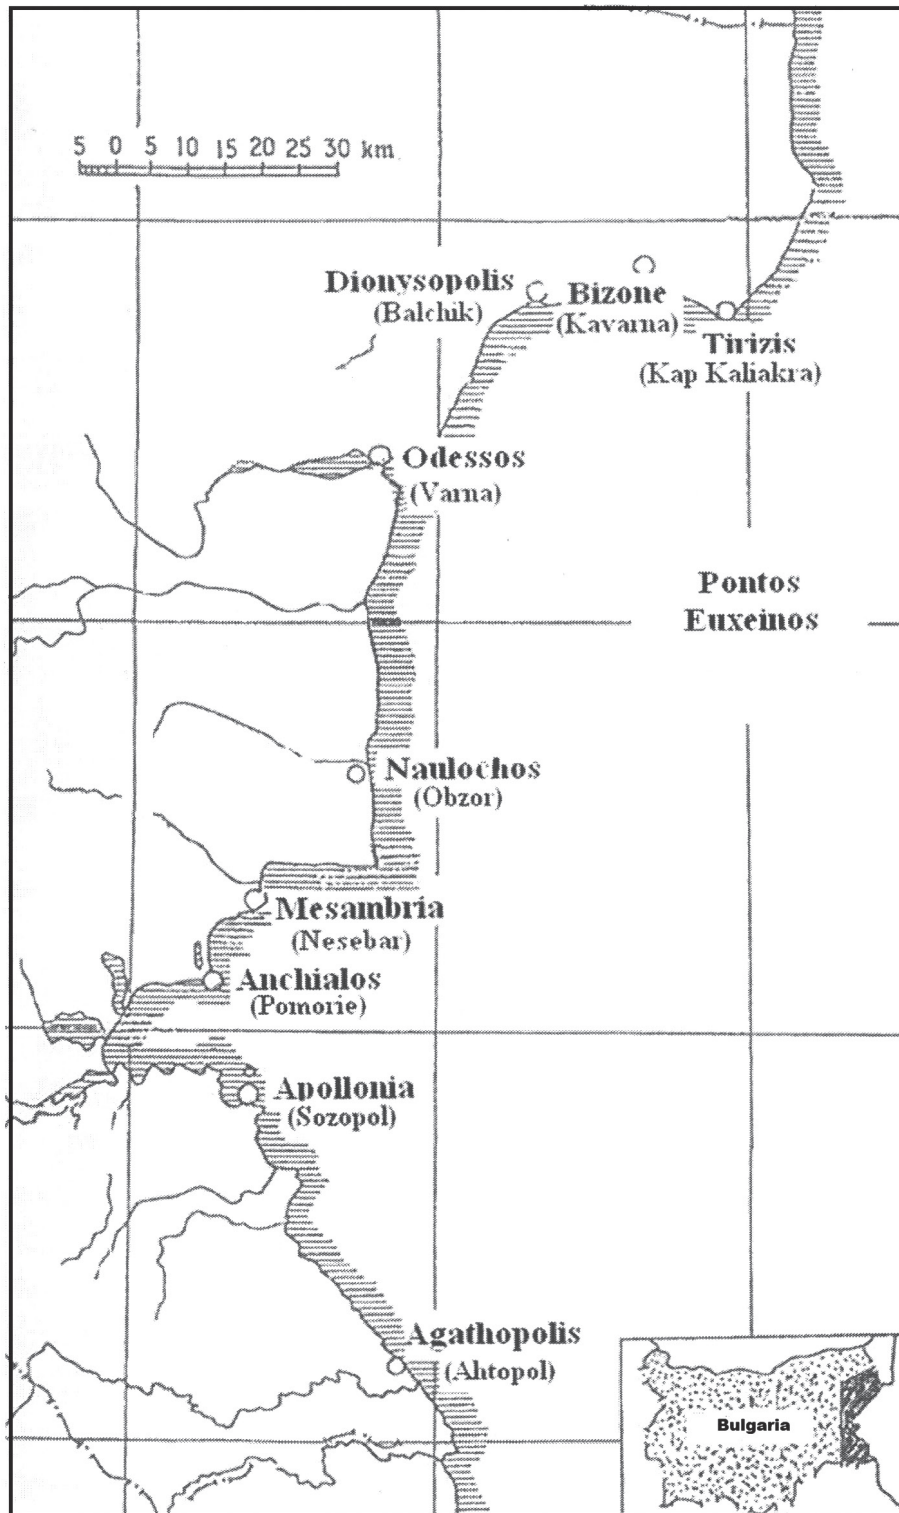 5 0 5 10 15 20 25 30 km
Dionysopolis
(Balchik)
Bizone
(Kavarna)
Tirizis
(Kap Kaliakra)
Odessos
(Varna)
Pontos
Euxeinos
Naulochos
(Obzor)
Mesambria
(Nesebar)
Anchialos
(Pomorie)
Apollonia
(Sozopol)
Agathopolis
(Ahtopol)
Bulgaria